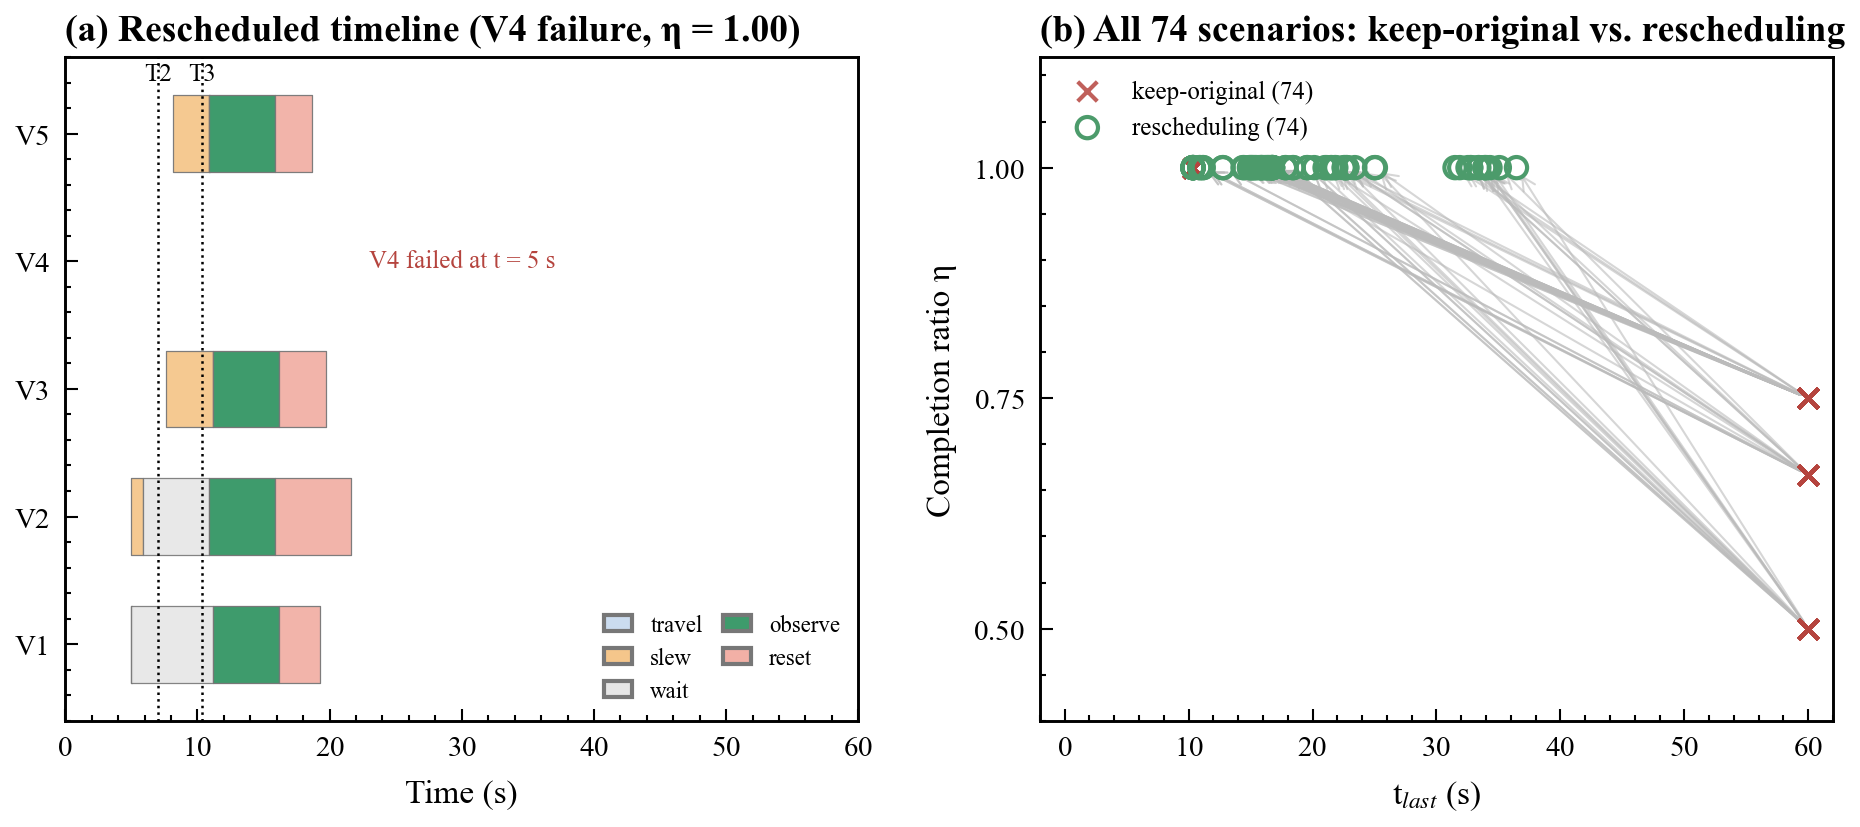 (a) Rescheduled timeline (V4 failure, η = 1.00)
T2 T3
V5
V4
V3
V2
V1
V4 failed at t = 5 s
travel
slew
wait
observe
reset
0 10 20 30 40 50 60
Time (s)
(b) All 74 scenarios: keep-original vs. rescheduling
keep-original (74)
rescheduling (74)
1.00
0.75
0.50
Completion ratio η
0 10 20 30 40 50 60
t_last (s)